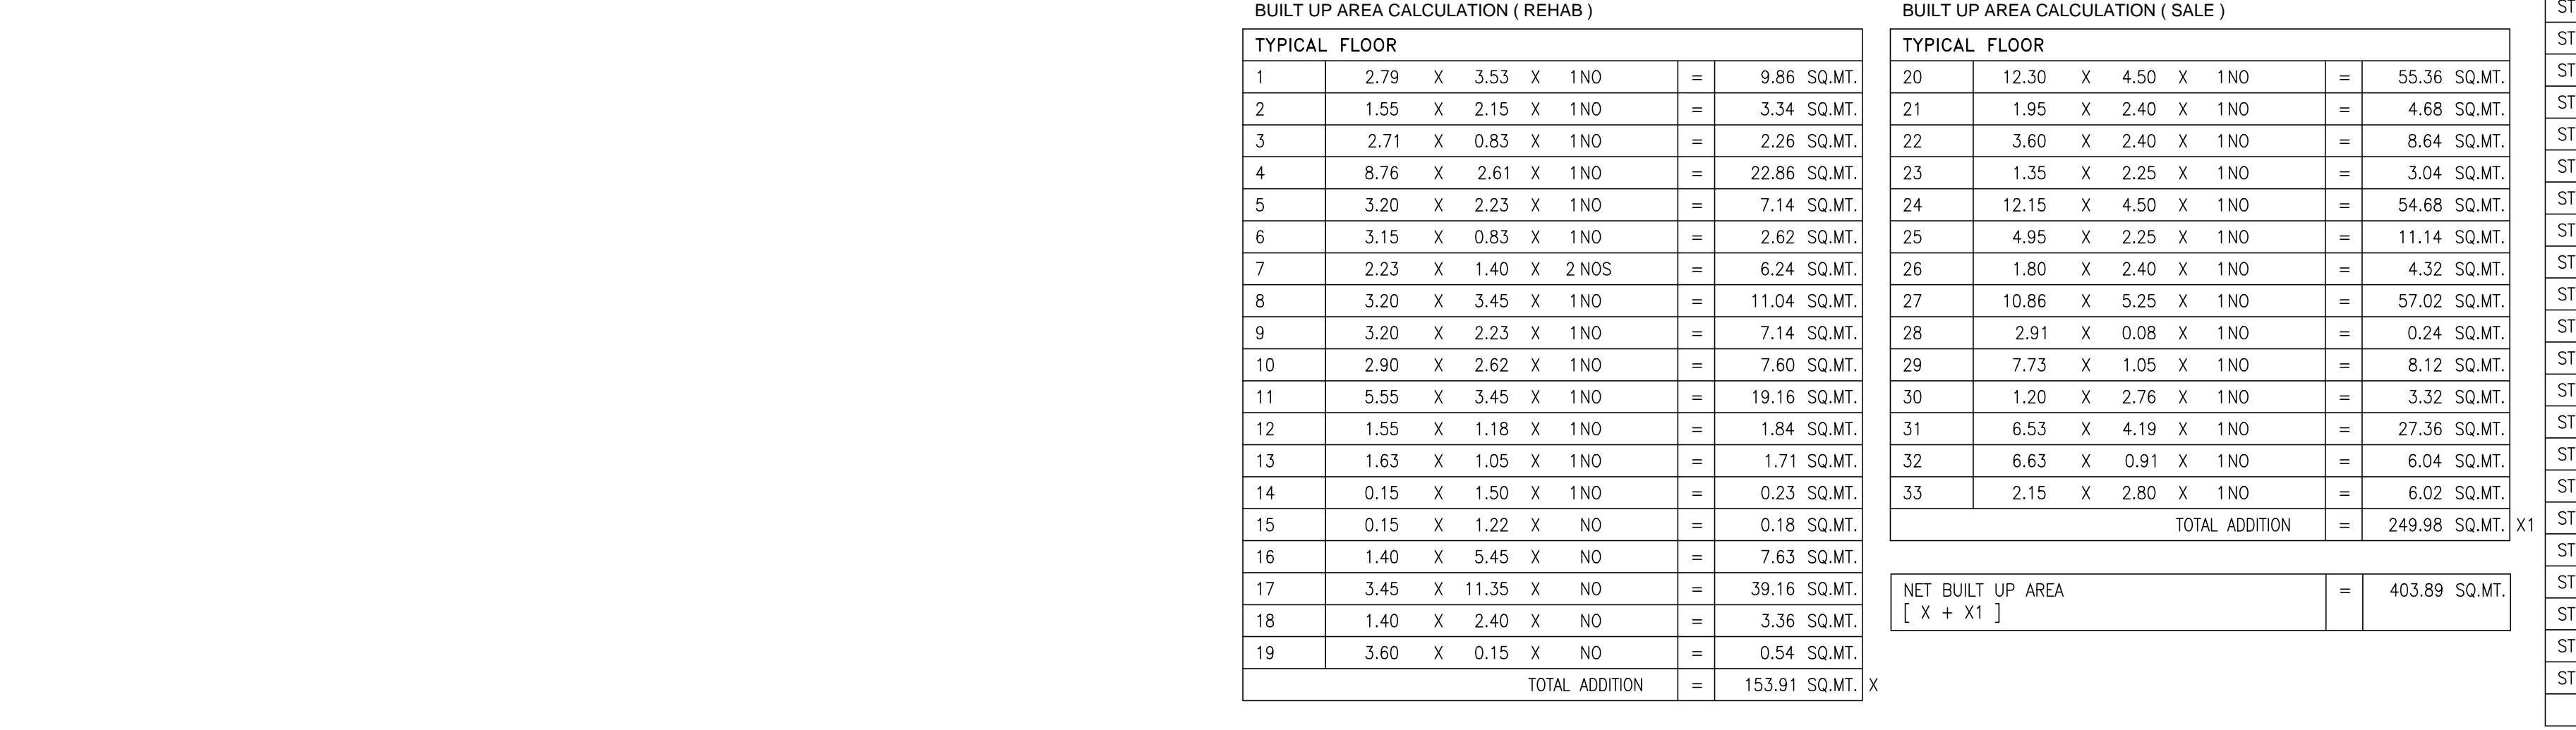 BUILT UP AREA CALCULATION ( REHAB )
TYPICAL FLOOR
1 2.79 X 3.53 X 1NO = 9.86 SQ.MT.
2 1.55 X 2.15 X 1NO = 3.34 SQ.MT.
3 2.71 X 0.83 X 1NO = 2.26 SQ.MT.
4 8.76 X 2.61 X 1NO = 22.86 SQ.MT.
5 3.20 X 2.23 X 1NO = 7.14 SQ.MT.
6 3.15 X 0.83 X 1NO = 2.62 SQ.MT.
7 2.23 X 1.40 X 2 NOS = 6.24 SQ.MT.
8 3.20 X 3.45 X 1NO = 11.04 SQ.MT.
9 3.20 X 2.23 X 1NO = 7.14 SQ.MT.
10 2.90 X 2.62 X 1NO = 7.60 SQ.MT.
11 5.55 X 3.45 X 1NO = 19.16 SQ.MT.
12 1.55 X 1.18 X 1NO = 1.84 SQ.MT.
13 1.63 X 1.05 X 1NO = 1.71 SQ.MT.
14 0.15 X 1.50 X 1NO = 0.23 SQ.MT.
15 0.15 X 1.22 X NO = 0.18 SQ.MT.
16 1.40 X 5.45 X NO = 7.63 SQ.MT.
17 3.45 X 11.35 X NO = 39.16 SQ.MT.
18 1.40 X 2.40 X NO = 3.36 SQ.MT.
19 3.60 X 0.15 X NO = 0.54 SQ.MT.
TOTAL ADDITION = 153.91 SQ.MT. X
BUILT UP AREA CALCULATION ( SALE )
TYPICAL FLOOR
20 12.30 X 4.50 X 1NO = 55.36 SQ.MT.
21 1.95 X 2.40 X 1NO = 4.68 SQ.MT.
22 3.60 X 2.40 X 1NO = 8.64 SQ.MT.
23 1.35 X 2.25 X 1NO = 3.04 SQ.MT.
24 12.15 X 4.50 X 1NO = 54.68 SQ.MT.
25 4.95 X 2.25 X 1NO = 11.14 SQ.MT.
26 1.80 X 2.40 X 1NO = 4.32 SQ.MT.
27 10.86 X 5.25 X 1NO = 57.02 SQ.MT.
28 2.91 X 0.08 X 1NO = 0.24 SQ.MT.
29 7.73 X 1.05 X 1NO = 8.12 SQ.MT.
30 1.20 X 2.76 X 1NO = 3.32 SQ.MT.
31 6.53 X 4.19 X 1NO = 27.36 SQ.MT.
32 6.63 X 0.91 X 1NO = 6.04 SQ.MT.
33 2.15 X 2.80 X 1NO = 6.02 SQ.MT.
TOTAL ADDITION = 249.98 SQ.MT. X1
NET BUILT UP AREA = 403.89 SQ.MT.
[ X + X1 ]